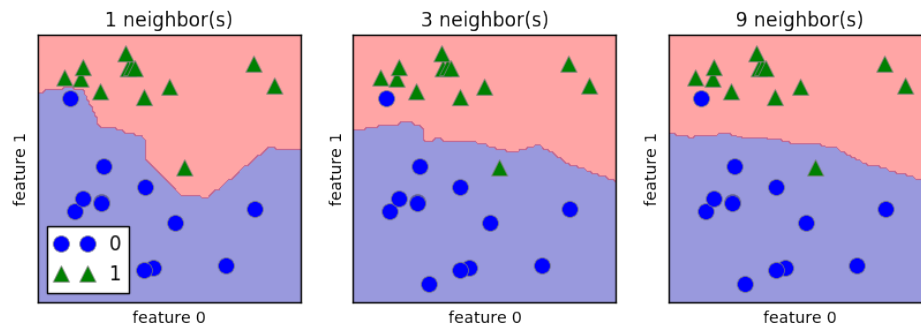 1 neighbor(s)
3 neighbor(s)
9 neighbor(s)
feature 1
feature 1
feature 1
0
1
feature 0
feature 0
feature 0